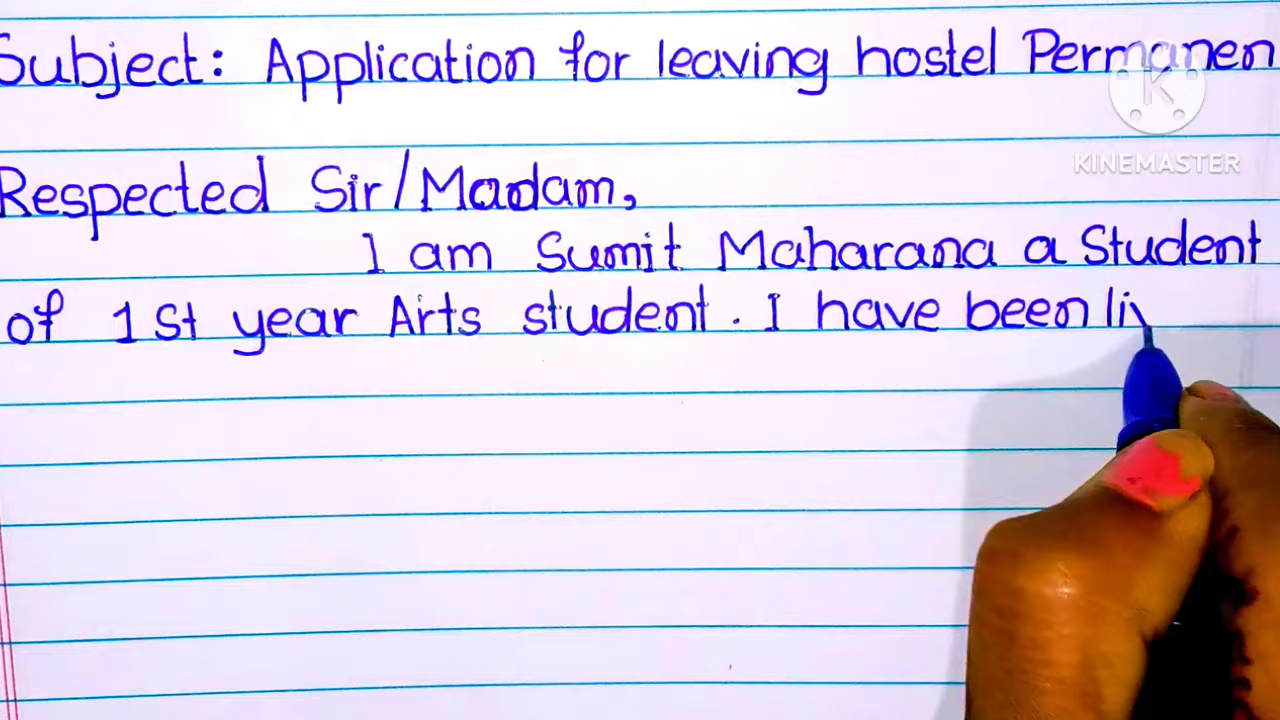 Subject: Application for leaving hostel Permanen
KINEMASTER
Respected Sir/Madam,
I am Sumit Maharana a Student
of 1st year Arts student. I have been liv